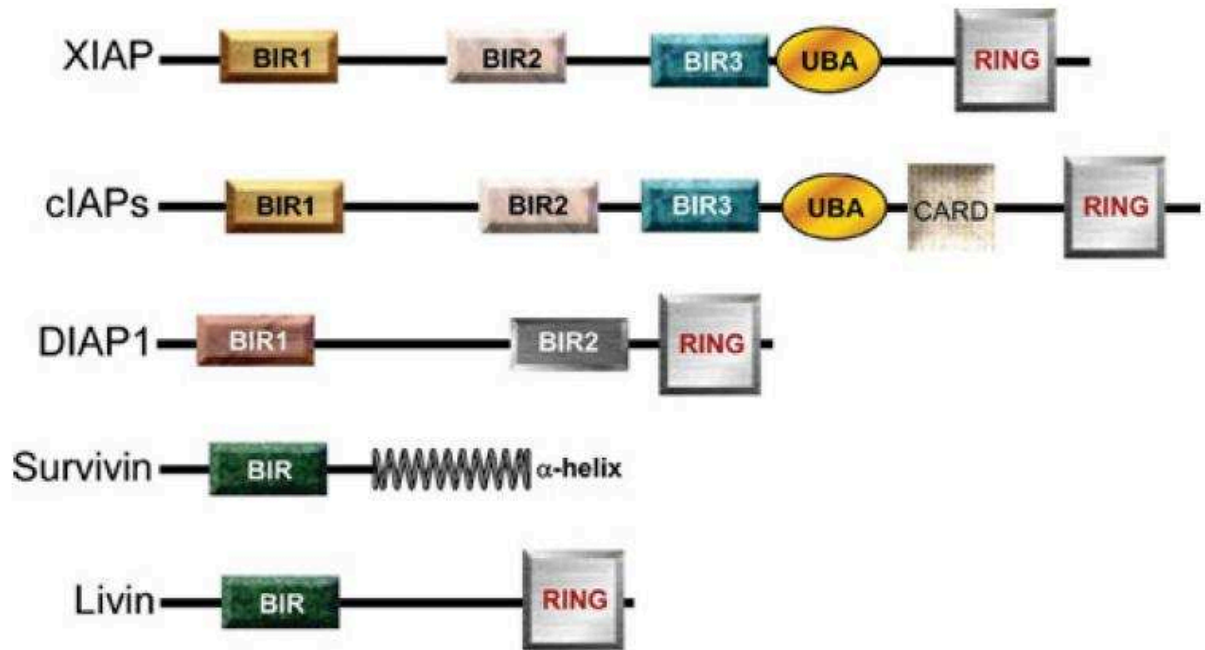 XIAP BIR1 BIR2 BIR3 UBA RING
cIAPs BIR1 BIR2 BIR3 UBA CARD RING
DIAP1 BIR1 BIR2 RING
Survivin BIR α-helix
Livin BIR RING